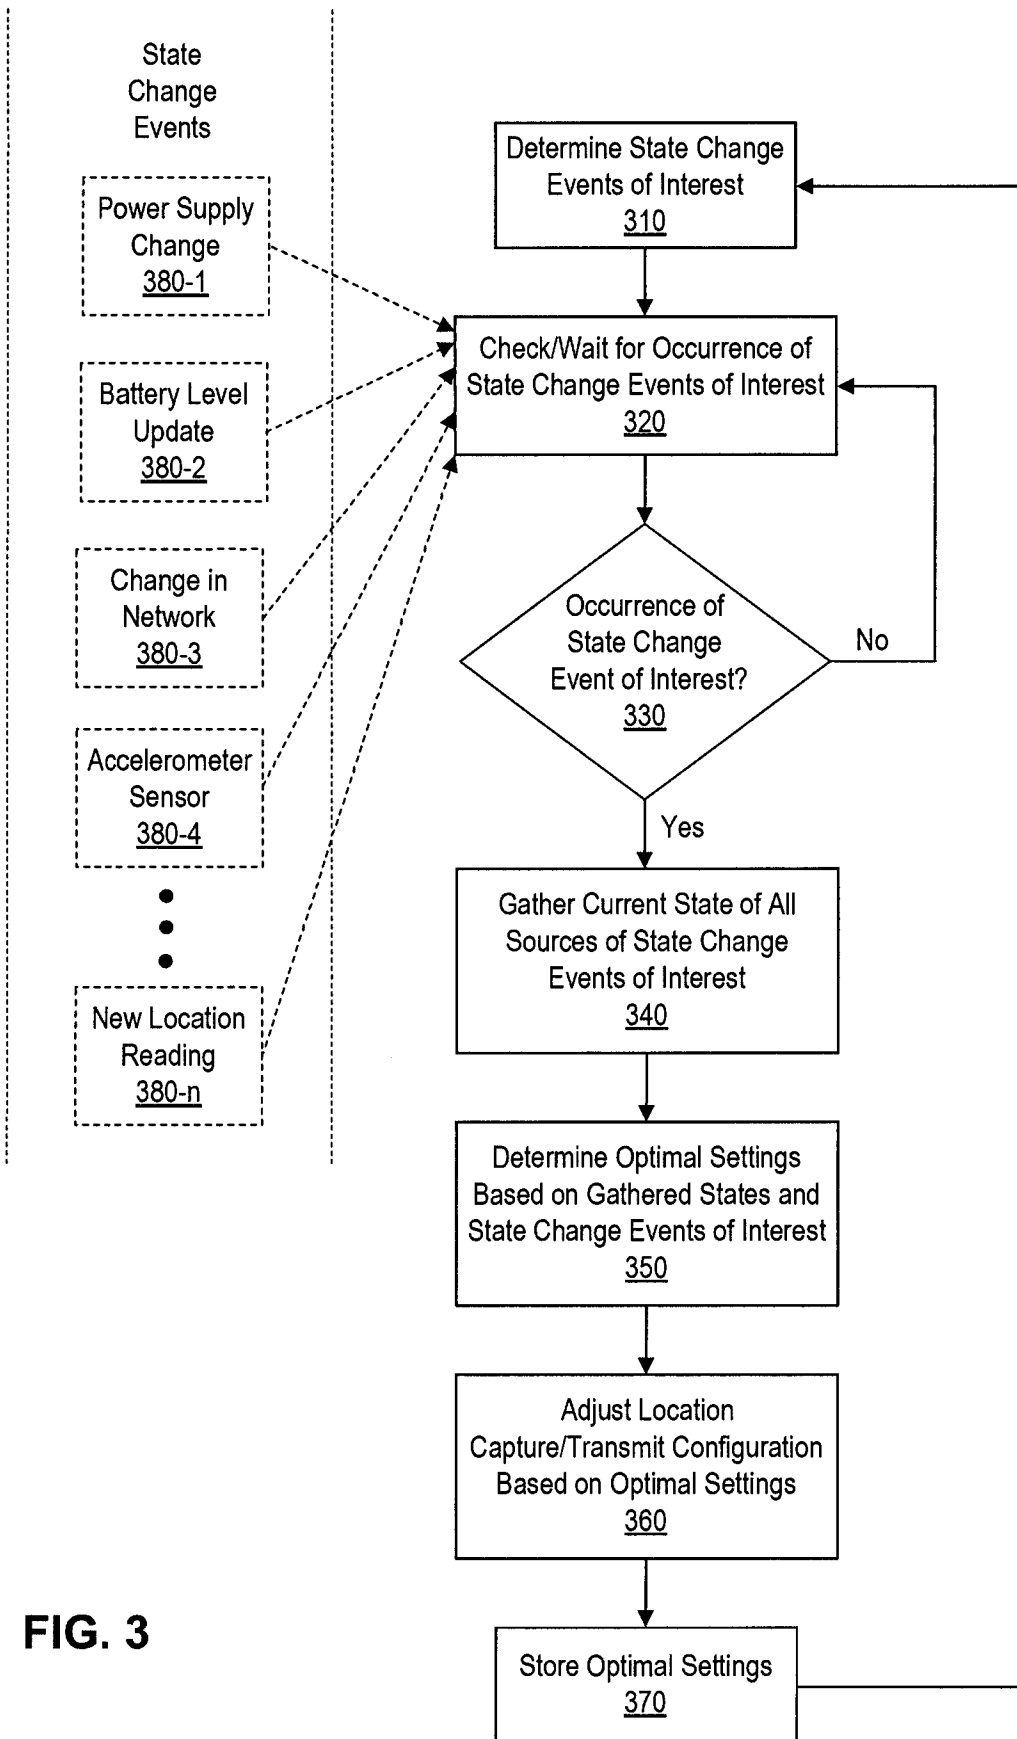 State
Change
Events
Power Supply
Change
380-1
Battery Level
Update
380-2
Change in
Network
380-3
Accelerometer
Sensor
380-4
New Location
Reading
380-n
Determine State Change
Events of Interest
310
Check/Wait for Occurrence of
State Change Events of Interest
320
Occurrence of
State Change
Event of Interest?
330
No
Yes
Gather Current State of All
Sources of State Change
Events of Interest
340
Determine Optimal Settings
Based on Gathered States and
State Change Events of Interest
350
Adjust Location
Capture/Transmit Configuration
Based on Optimal Settings
360
Store Optimal Settings
370
FIG. 3